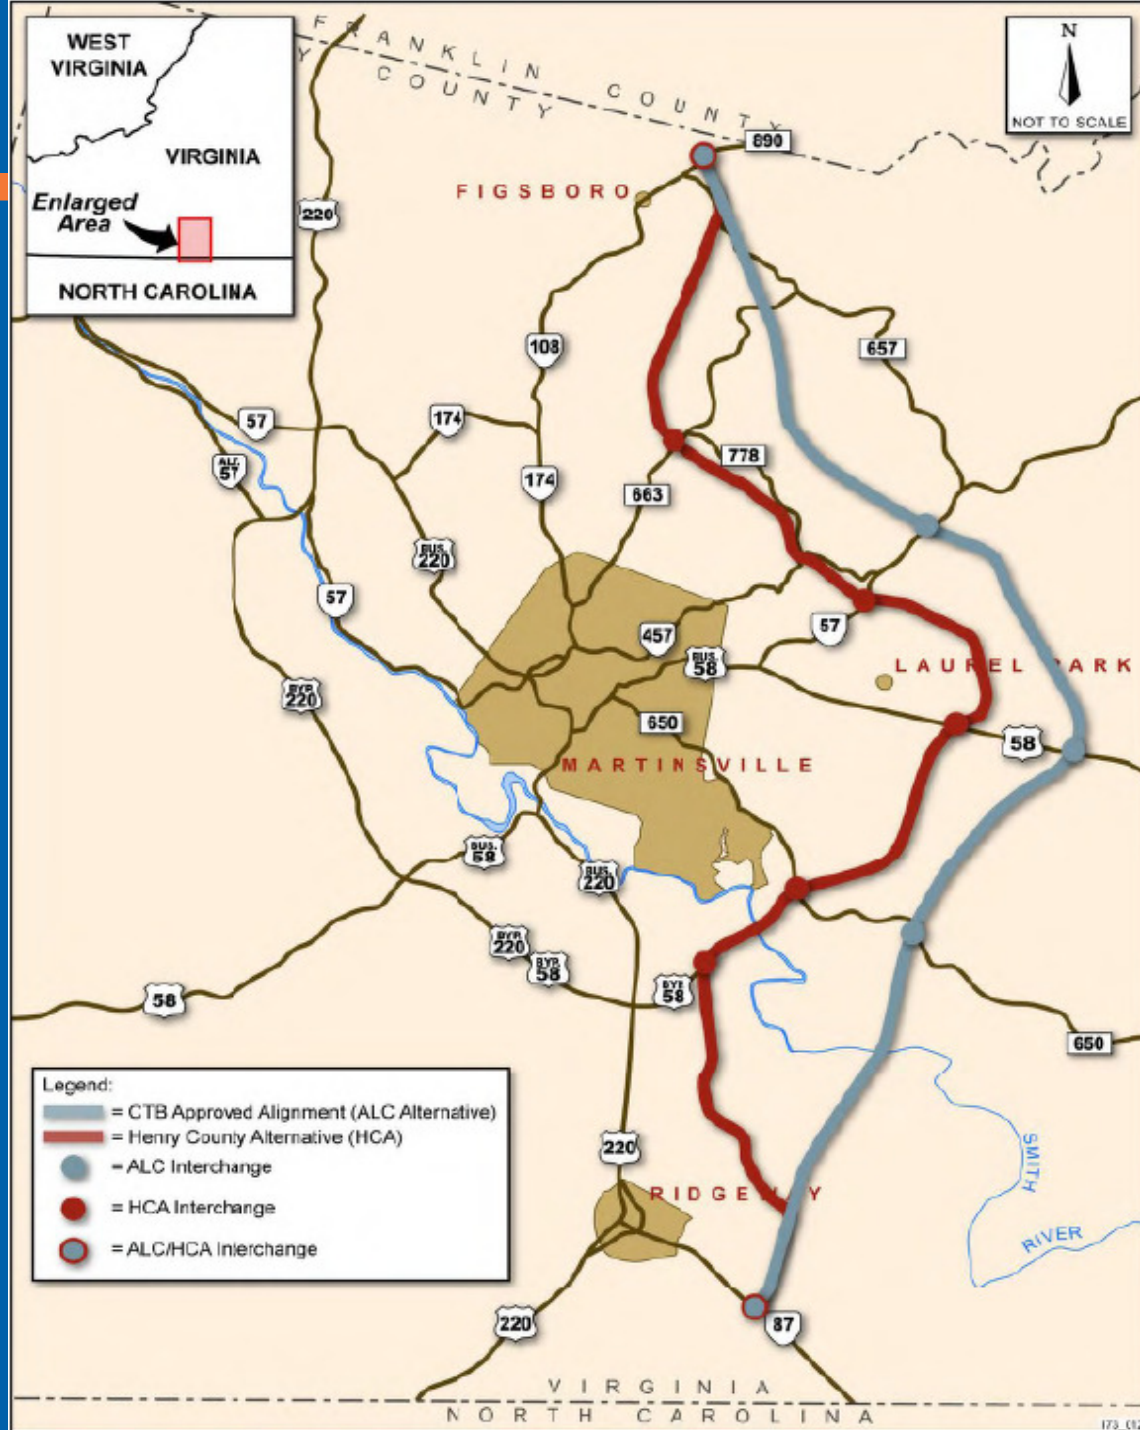 WEST
VIRGINIA
VIRGINIA
Enlarged
Area
NORTH CAROLINA
FRANKLIN COUNTY
COUNTY
N
NOT TO SCALE
890
FIGSBORO
220
108
657
57
174
ALT.
57
778
174
663
BUS.
220
57
457
57
BUS.
58
LAUREL PARK
BYP.
220
650
58
MARTINSVILLE
BUS.
58
BUS.
220
BYP.
220
BYP.
58
BYP.
58
58
650
Legend:
= CTB Approved Alignment (ALC Alternative)
= Henry County Alternative (HCA)
= ALC Interchange
= HCA Interchange
= ALC/HCA Interchange
220
SMITH
RIVER
RIDGEWAY
220
87
VIRGINIA
NORTH CAROLINA